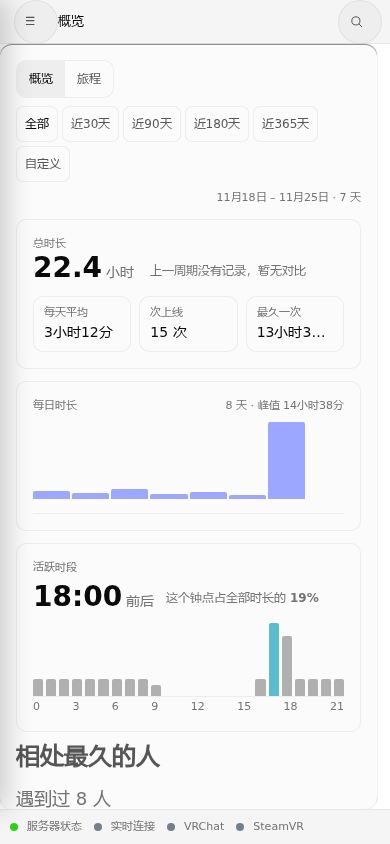 概览
概览 旅程
全部 近30天 近90天 近180天 近365天
自定义
11月18日 – 11月25日 · 7 天
总时长
22.4 小时 上一周期没有记录，暂无对比
每天平均 次上线 最久一次
3小时12分 15 次 13小时3…
每日时长 8 天 · 峰值 14小时38分
活跃时段
18:00 前后 这个钟点占全部时长的 19%
0 3 6 9 12 15 18 21
相处最久的人
遇到过 8 人
服务器状态 实时连接 VRChat SteamVR